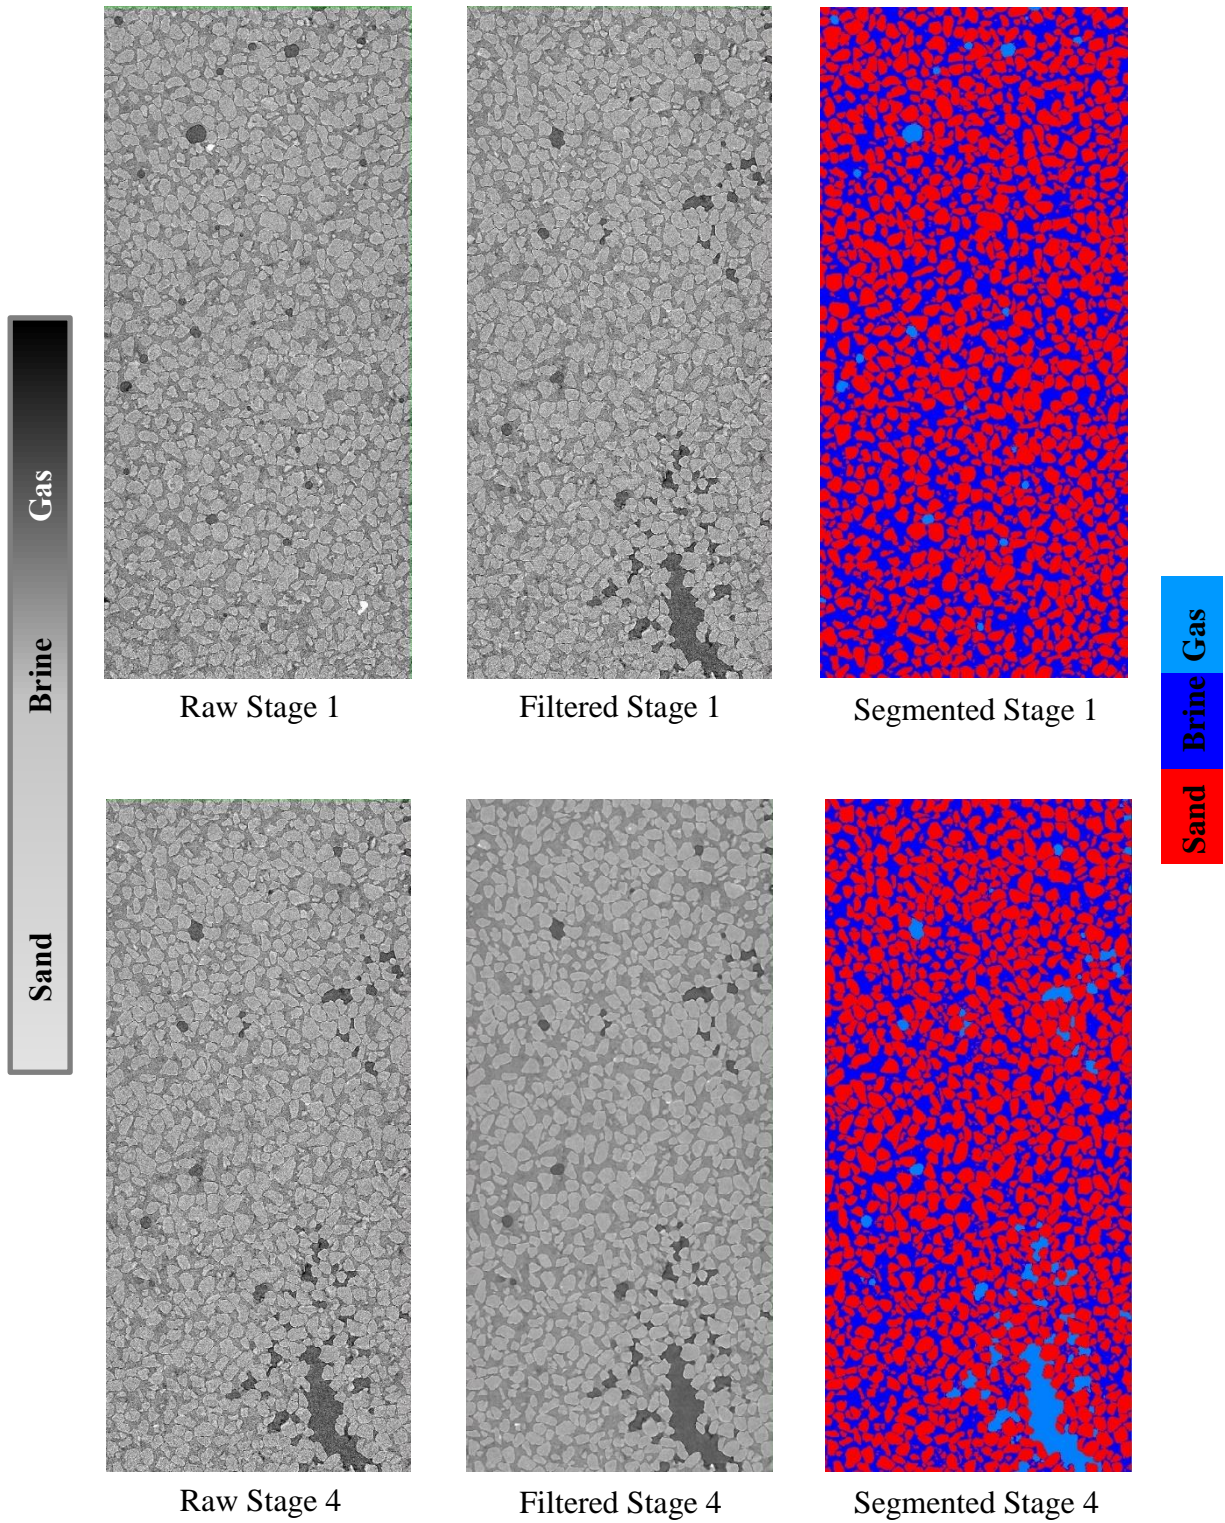 Gas
Brine
Sand
Raw Stage 1
Filtered Stage 1
Segmented Stage 1
Gas
Brine
Sand
Raw Stage 4
Filtered Stage 4
Segmented Stage 4